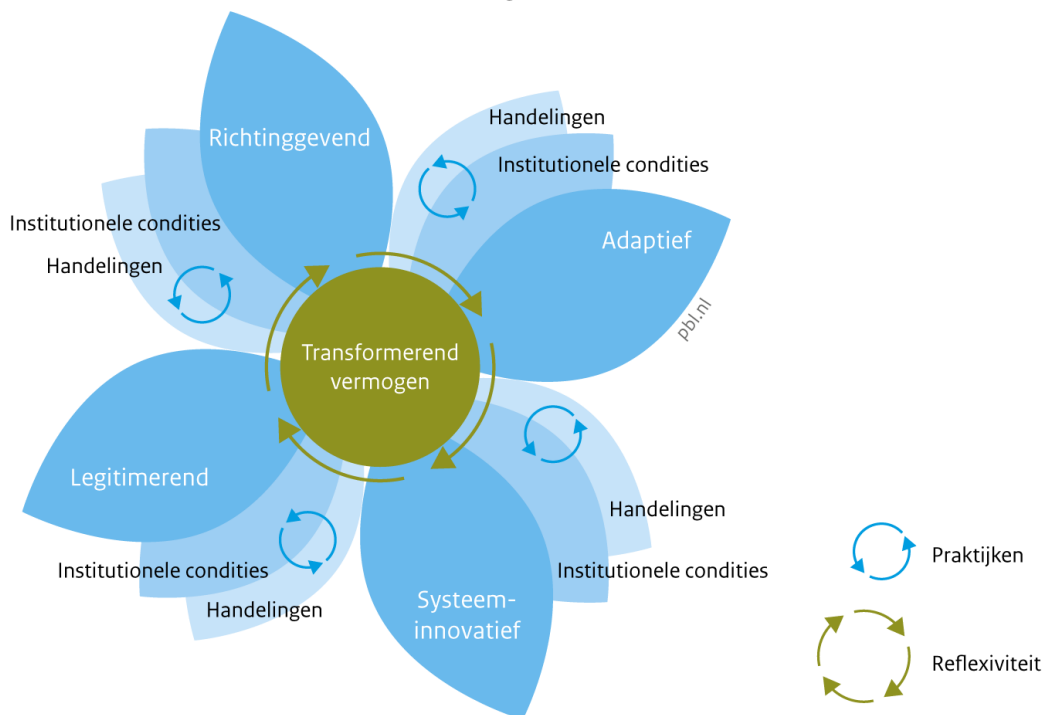 Richtinggevend
Institutionele condities
Handelingen
Handelingen
Institutionele condities
Adaptief
pbl.nl
Transformerend
vermogen
Legitimerend
Institutionele condities
Handelingen
Systeem-
innovatief
Handelingen
Institutionele condities
Praktijken
Reflexiviteit